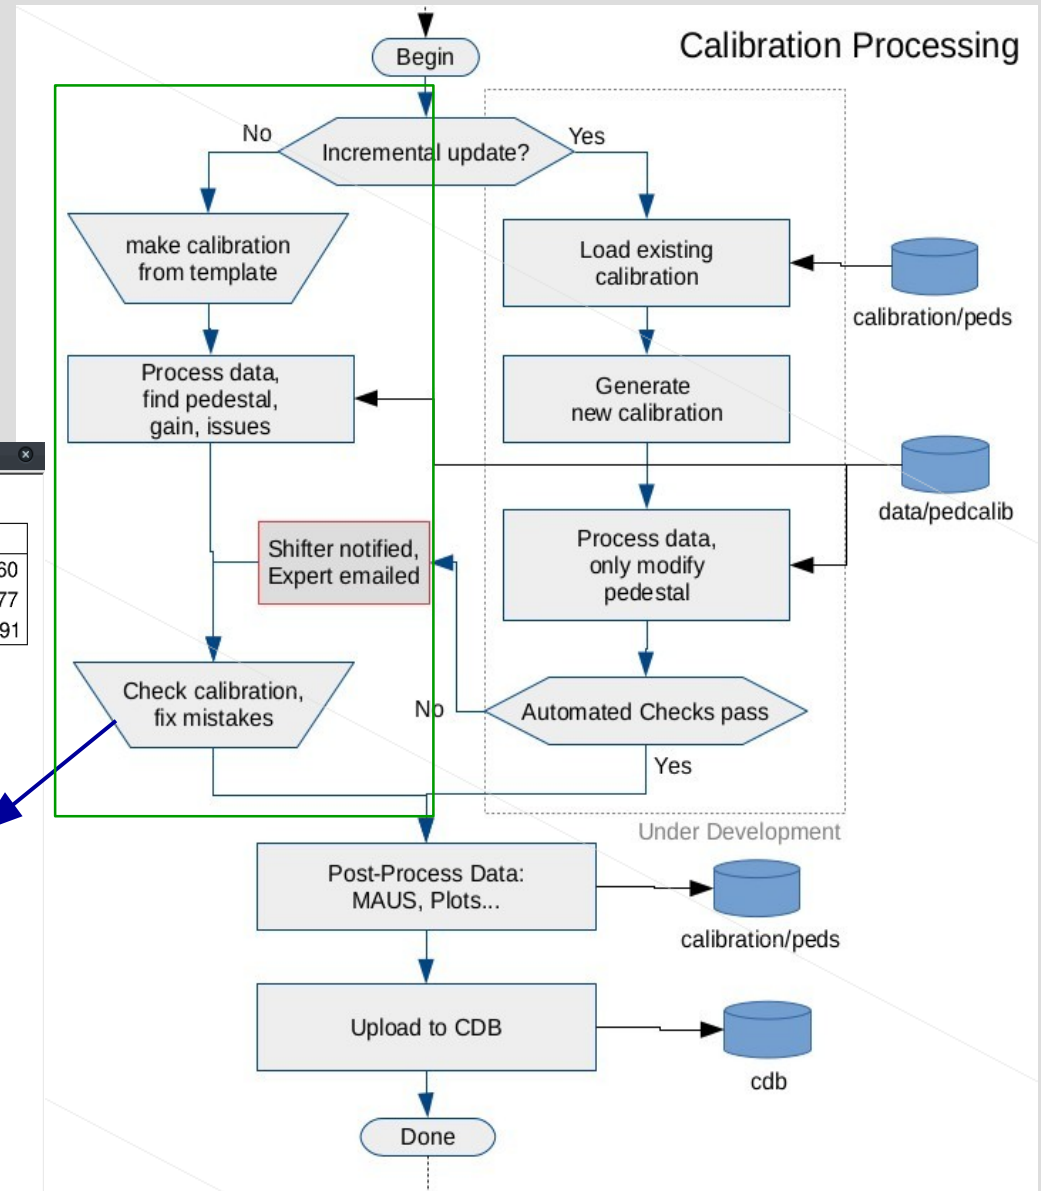 Calibration Processing
Begin
No
Yes
Incremental update?
make calibration
from template
Load existing
calibration
calibration/peds
Process data,
find pedestal,
gain, issues
Generate
new calibration
data/pedcalib
60
77
91
Shifter notified,
Expert emailed
Process data,
only modify
pedestal
Check calibration,
fix mistakes
No
Automated Checks pass
Yes
Under Development
Post-Process Data:
MAUS, Plots...
calibration/peds
Upload to CDB
cdb
Done